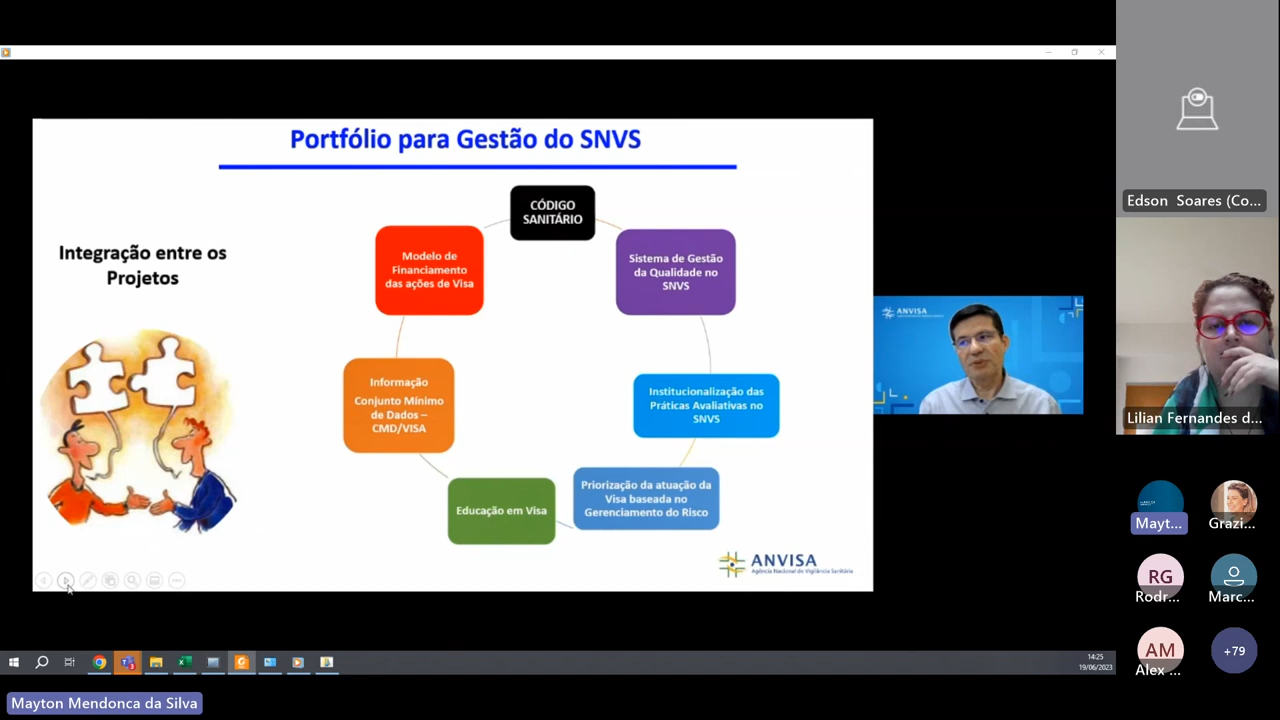 Portfólio para Gestão do SNVS
Integração entre os
Projetos
CÓDIGO
SANITÁRIO
Modelo de
Financiamento
das ações de Visa
Sistema de Gestão
da Qualidade no
SNVS
Informação
Conjunto Mínimo
de Dados –
CMD/VISA
Institucionalização das
Práticas Avaliativas no
SNVS
Educação em Visa
Priorização da atuação da
Visa baseada no
Gerenciamento do Risco
ANVISA
Agência Nacional de Vigilância Sanitária
ANVISA
Edson Soares (Co...
Lilian Fernandes d...
Mayt...
Grazi...
RG
Rodr...
Marc...
AM
Alex ...
+79
14:25
19/06/2023
Mayton Mendonca da Silva